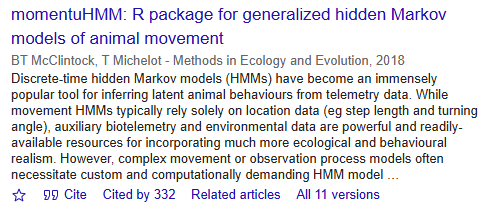 momentuHMM: R package for generalized hidden Markov
models of animal movement
BT McClintock, T Michelot - Methods in Ecology and Evolution, 2018
Discrete-time hidden Markov models (HMMs) have become an immensely
popular tool for inferring latent animal behaviours from telemetry data. While
movement HMMs typically rely solely on location data (eg step length and turning
angle), auxiliary biotelemetry and environmental data are powerful and readily-
available resources for incorporating much more ecological and behavioural
realism. However, complex movement or observation process models often
necessitate custom and computationally demanding HMM model …
Cite Cited by 332 Related articles All 11 versions